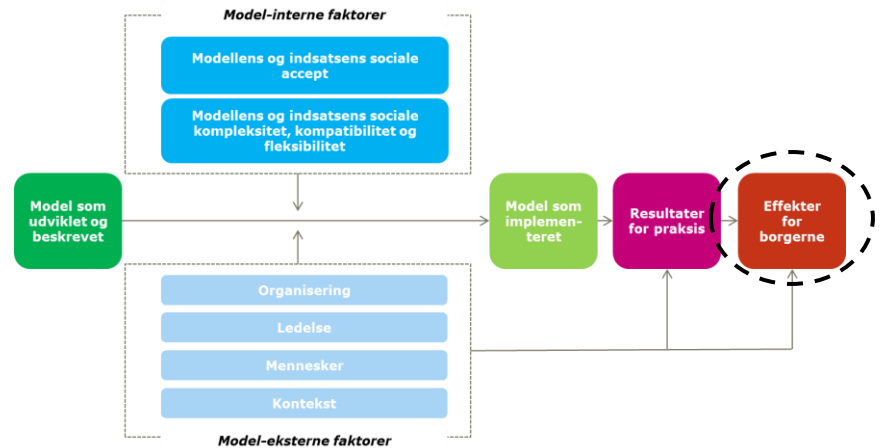 Model-interne faktorer
Modellens og indsatsens sociale
accept
Modellens og indsatsens sociale
kompleksitet, kompatibilitet og
fleksibilitet
Model som
udviklet og
beskrevet
Model som
implemen-
teret
Resultater
for praksis
Effekter
for
borgerne
Organisering
Ledelse
Mennesker
Kontekst
Model-eksterne faktorer